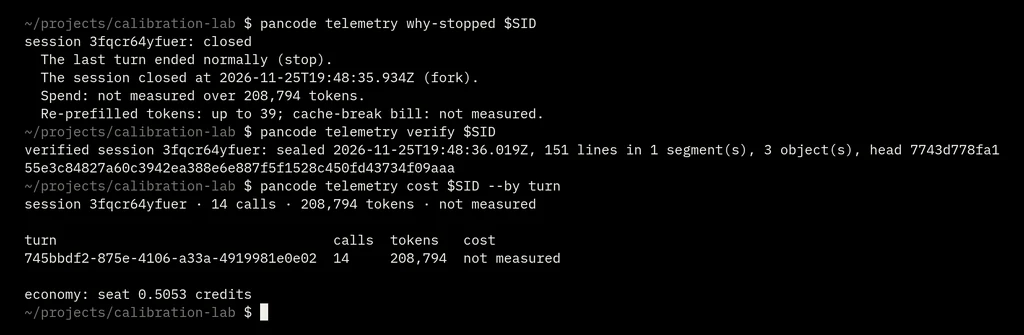 ~/projects/calibration-lab $ pancode telemetry why-stopped $SID
session 3fqcr64yfuer: closed
  The last turn ended normally (stop).
  The session closed at 2026-11-25T19:48:35.934Z (fork).
  Spend: not measured over 208,794 tokens.
  Re-prefilled tokens: up to 39; cache-break bill: not measured.
~/projects/calibration-lab $ pancode telemetry verify $SID
verified session 3fqcr64yfuer: sealed 2026-11-25T19:48:36.019Z, 151 lines in 1 segment(s), 3 object(s), head 7743d778fa1
55e3c84827a60c3942ea388e6e887f5f1528c450fd43734f09aaa
~/projects/calibration-lab $ pancode telemetry cost $SID --by turn
session 3fqcr64yfuer · 14 calls · 208,794 tokens · not measured

turn                                  calls  tokens   cost
745bbdf2-875e-4106-a33a-4919981e0e02  14     208,794  not measured

economy: seat 0.5053 credits
~/projects/calibration-lab $